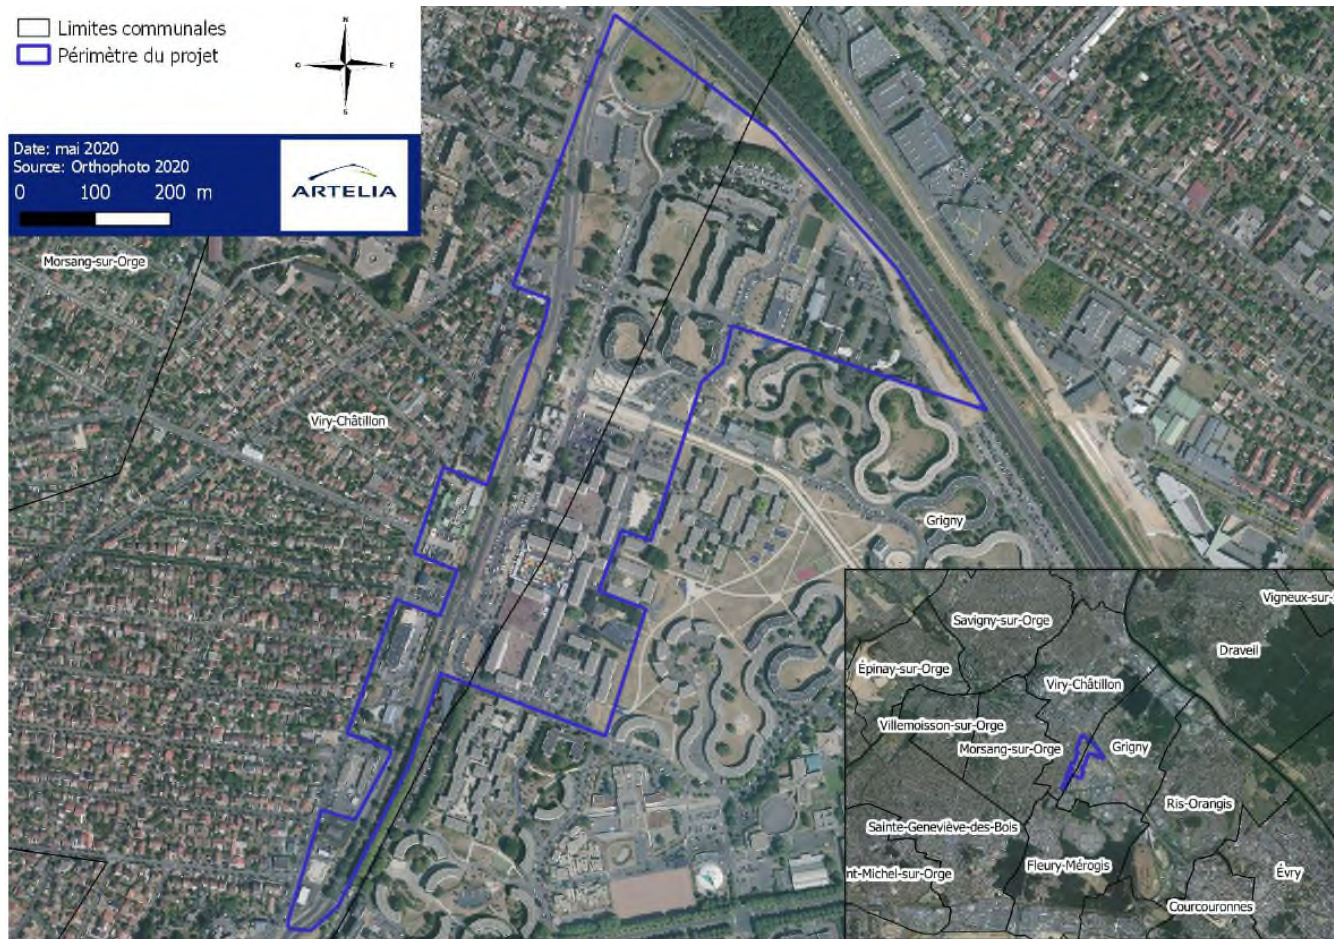 Limites communales
Périmètre du projet
N
O
E
S
Date: mai 2020
Source: Orthophoto 2020
0 100 200 m
ARTELIA
Morsang-sur-Orge
Viry-Châtillon
Grigny
Vigneux-sur-
Savigny-sur-Orge
Draveil
Épinay-sur-Orge
Viry-Châtillon
Villemoisson-sur-Orge
Morsang-sur-Orge
Grigny
Ris-Orangis
Sainte-Geneviève-des-Bois
Fleury-Mérogis
nt-Michel-sur-Orge
Évry
Courcouronnes